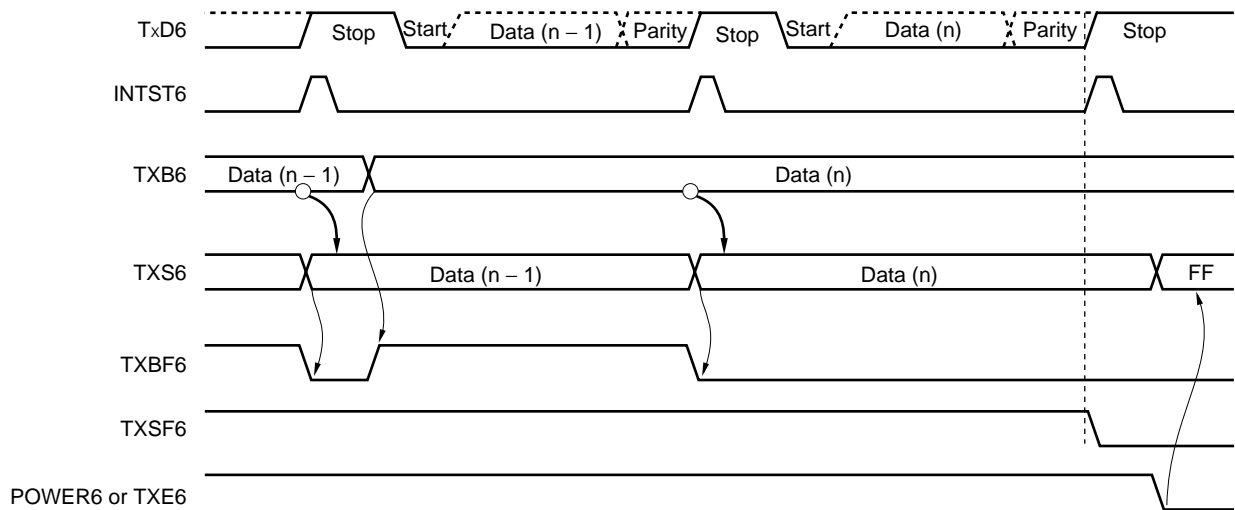 TxD6 Stop Start Data (n − 1) Parity Stop Start Data (n) Parity Stop
INTST6
TXB6 Data (n − 1) Data (n)
TXS6 Data (n − 1) Data (n) FF
TXBF6
TXSF6
POWER6 or TXE6